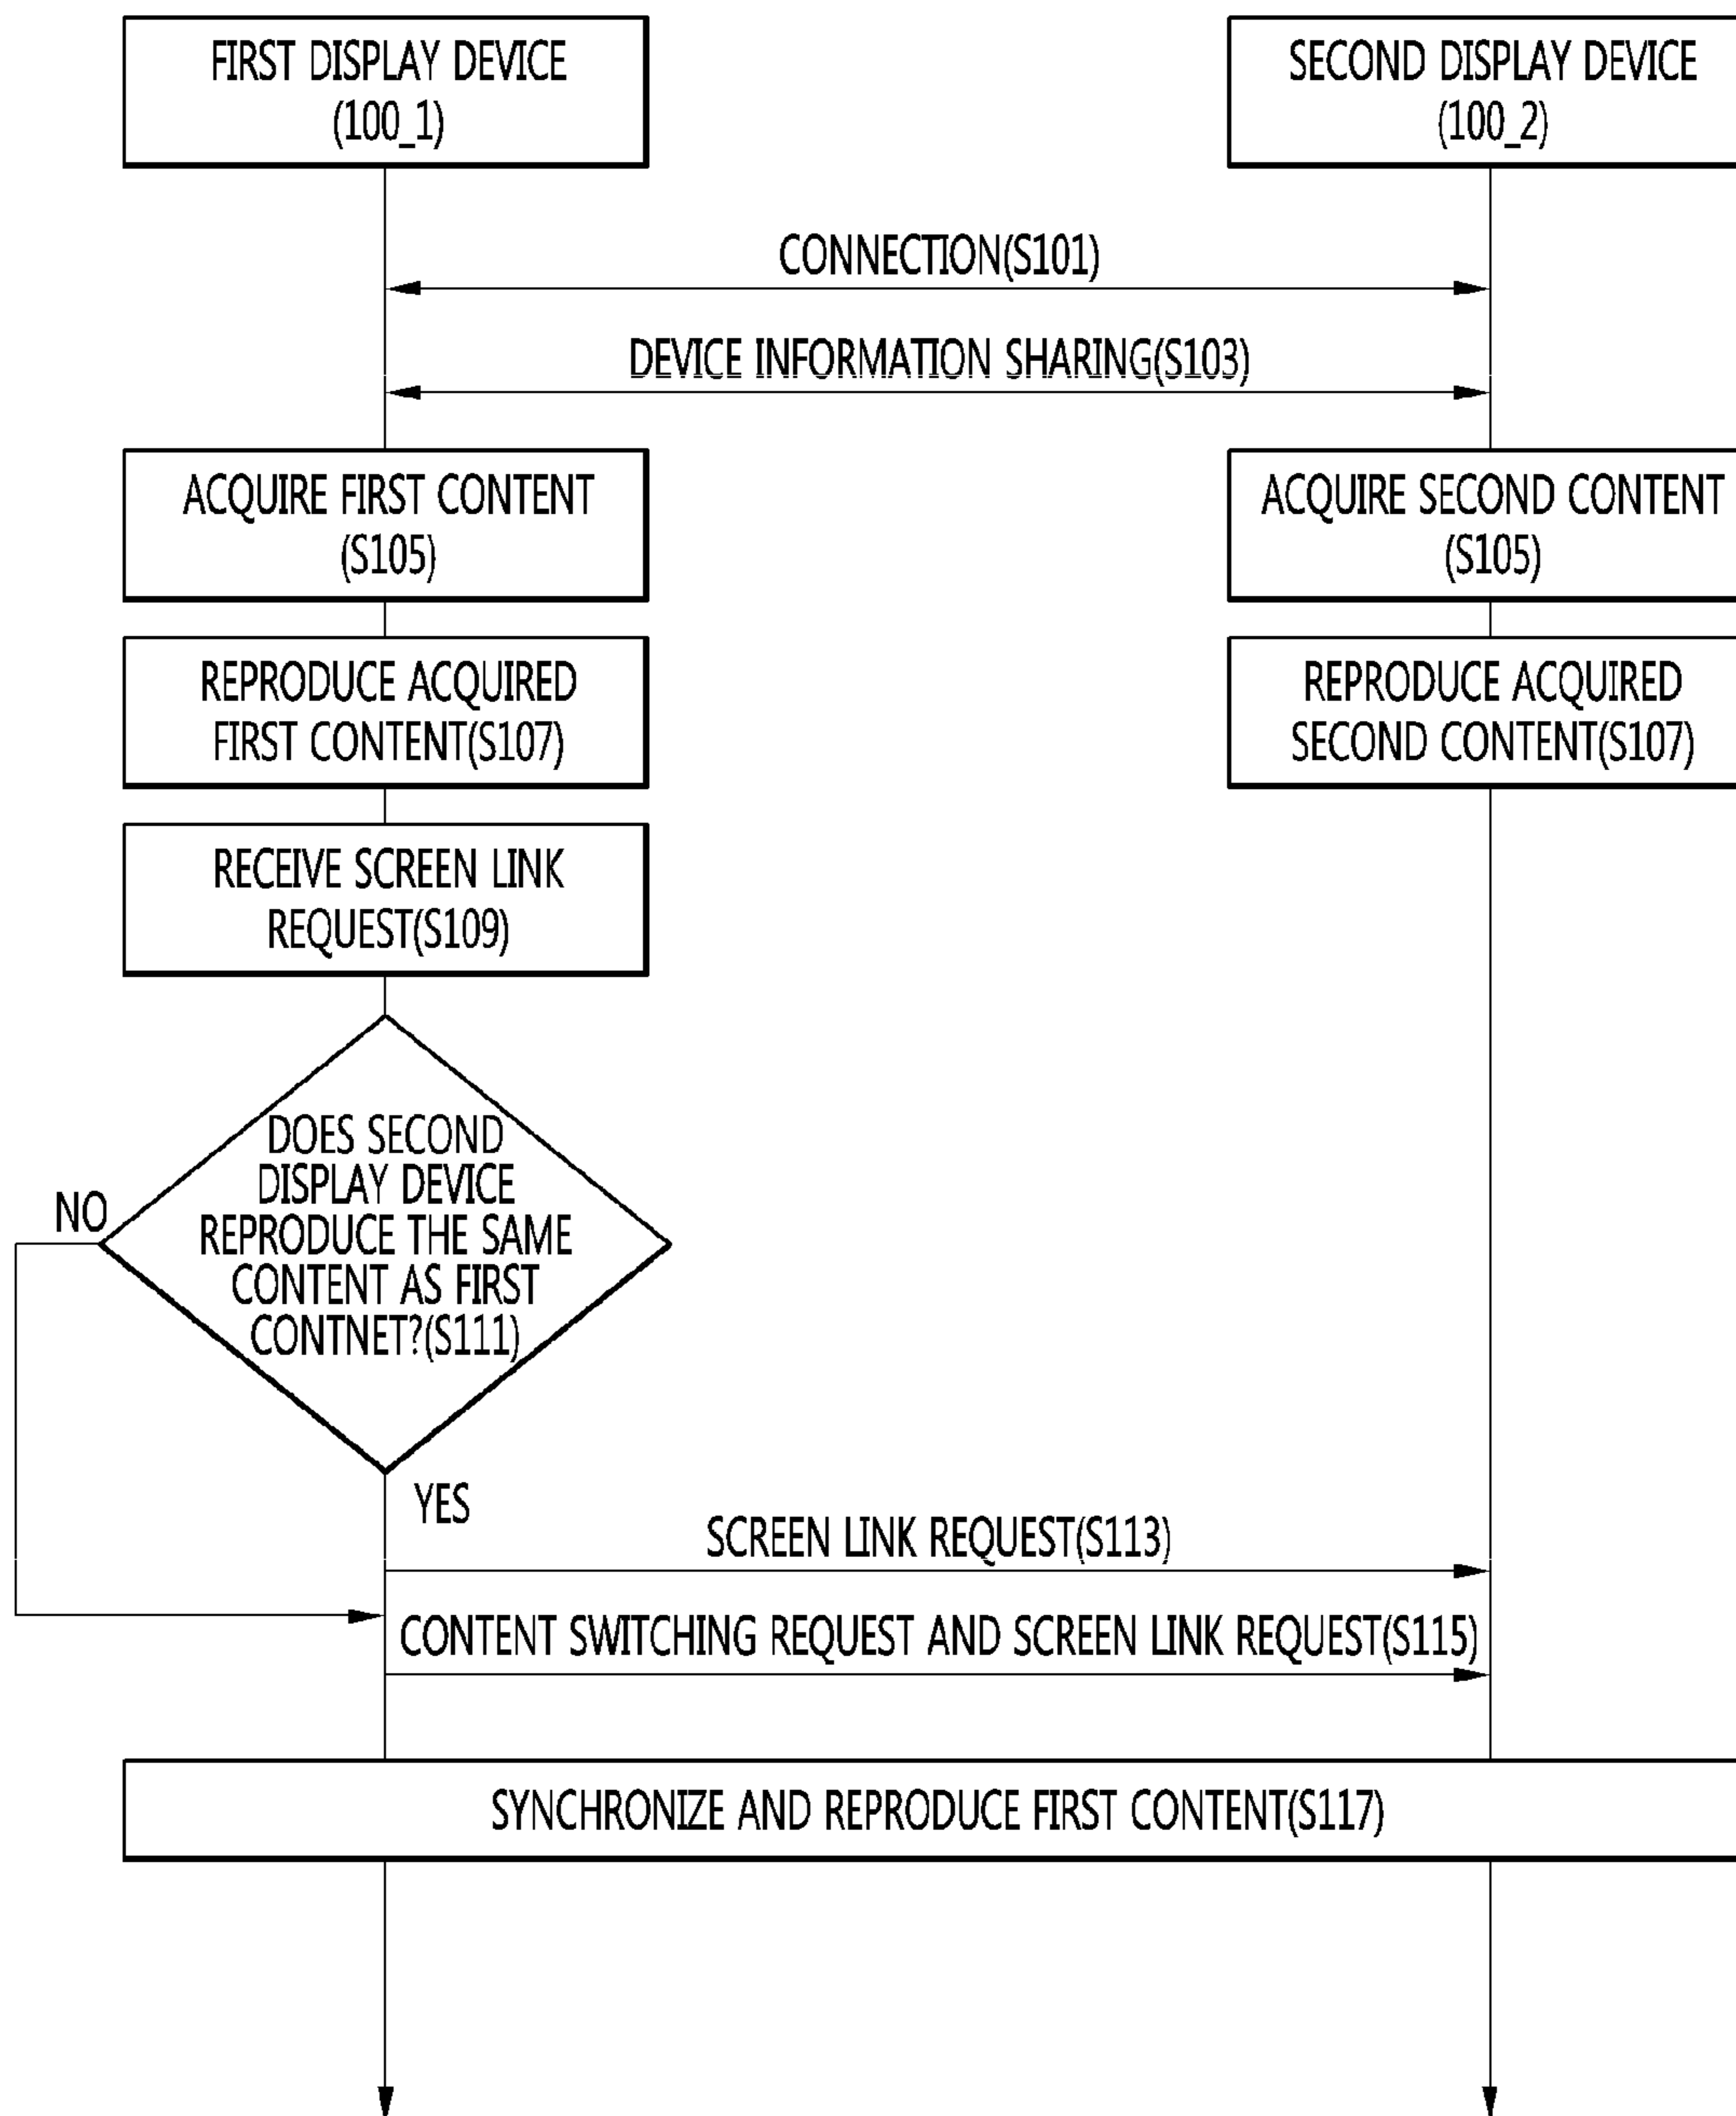 FIRST DISPLAY DEVICE
(100_1)
SECOND DISPLAY DEVICE
(100_2)
CONNECTION(S101)
DEVICE INFORMATION SHARING(S103)
ACQUIRE FIRST CONTENT
(S105)
ACQUIRE SECOND CONTENT
(S105)
REPRODUCE ACQUIRED
FIRST CONTENT(S107)
REPRODUCE ACQUIRED
SECOND CONTENT(S107)
RECEIVE SCREEN LINK
REQUEST(S109)
DOES SECOND
DISPLAY DEVICE
REPRODUCE THE SAME
CONTENT AS FIRST
CONTNET?(S111)
NO
YES
SCREEN LINK REQUEST(S113)
CONTENT SWITCHING REQUEST AND SCREEN LINK REQUEST(S115)
SYNCHRONIZE AND REPRODUCE FIRST CONTENT(S117)